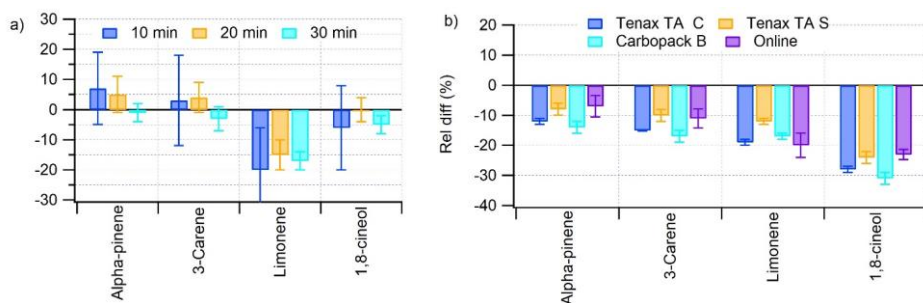 a)
10 min 20 min 30 min
20
10
0
-10
-20
-30
Alpha-pinene
3-Carene
Limonene
1,8-cineol
b)
Tenax TA C Tenax TA S
Carbopack B Online
Rel diff (%)
20
10
0
-10
-20
-30
-40
Alpha-pinene
3-Carene
Limonene
1,8-cineol